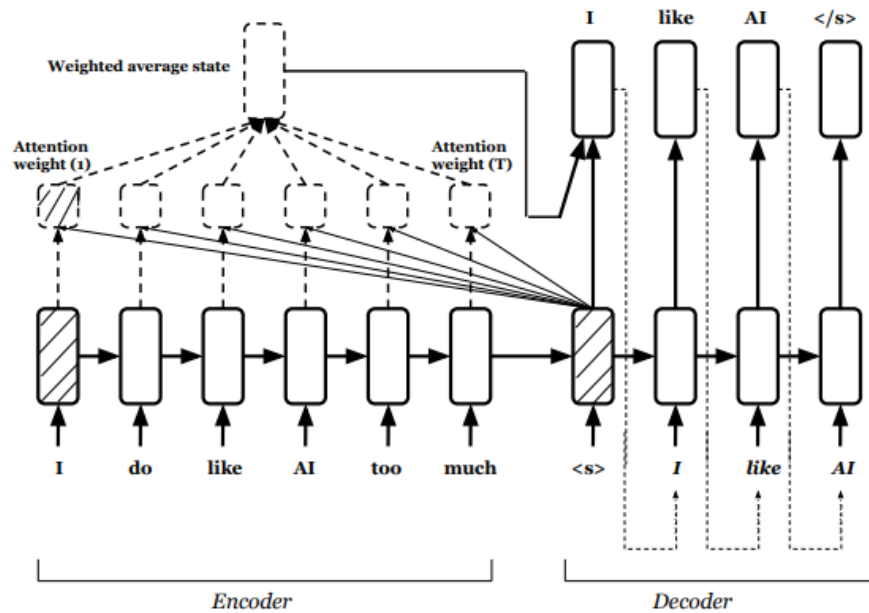 I like AI </s>
Weighted average state
Attention
weight (1)
Attention
weight (T)
I do like AI too much <s> I like AI
Encoder Decoder